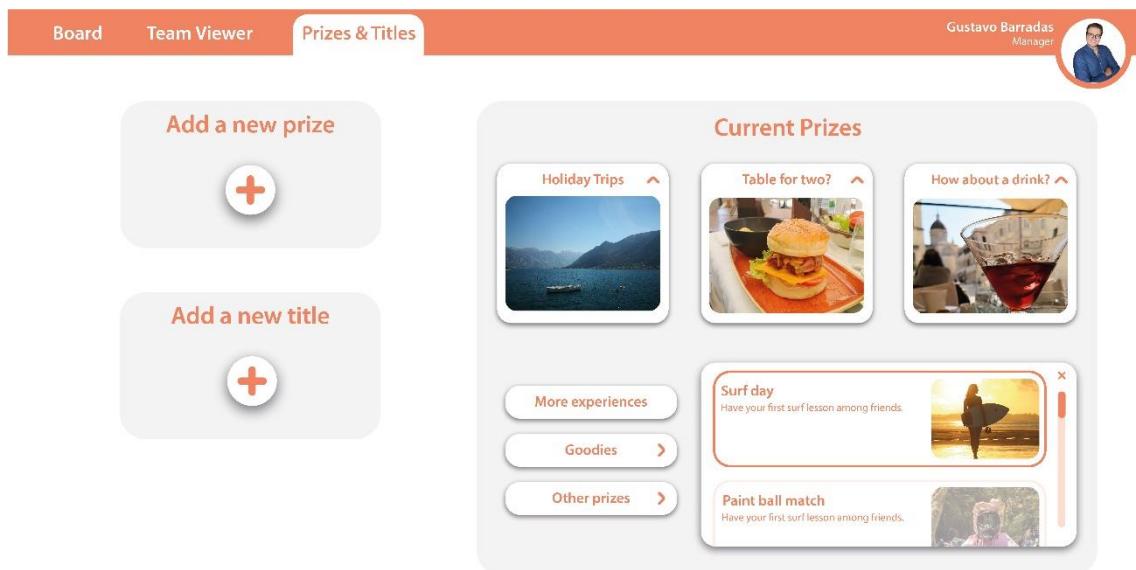 Board
Team Viewer
Prizes & Titles
Gustavo Barradas
Manager
Add a new prize
Add a new title
Current Prizes
Holiday Trips
Table for two?
How about a drink?
More experiences
Goodies
Other prizes
Surf day
Have your first surf lesson among friends.
Paint ball match
Have your first surf lesson among friends.